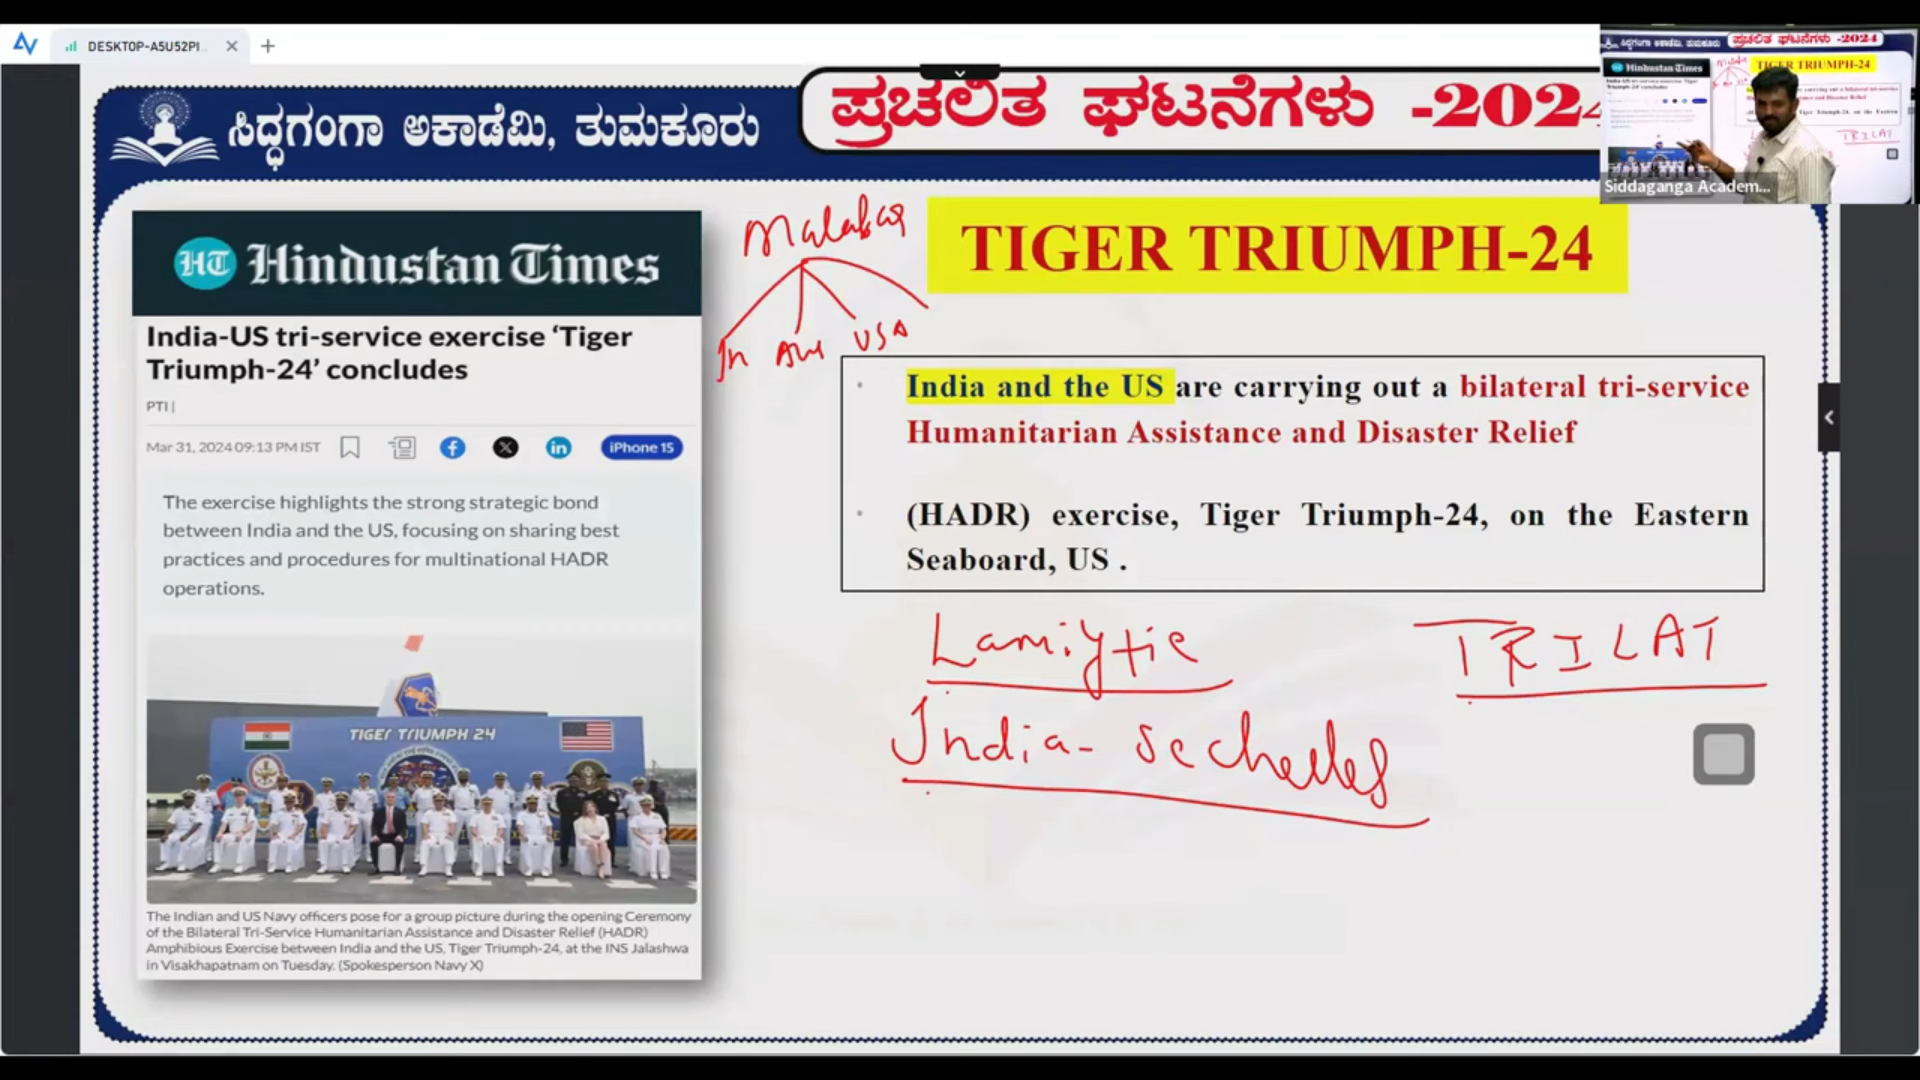 DESKTOP-A5U52PI
ಸಿದ್ಧಗಂಗಾ ಅಕಾಡೆಮಿ, ತುಮಕೂರು
ಪ್ರಚಲಿತ ಘಟನೆಗಳು -2024
Siddaganga Academ...
HT Hindustan Times
India-US tri-service exercise ‘Tiger
Triumph-24’ concludes
PTI |
Mar 31, 2024 09:13 PM IST
iPhone 15
The exercise highlights the strong strategic bond
between India and the US, focusing on sharing best
practices and procedures for multinational HADR
operations.
TIGER TRIUMPH 24
The Indian and US Navy officers pose for a group picture during the opening Ceremony
of the Bilateral Tri-Service Humanitarian Assistance and Disaster Relief (HADR)
Amphibious Exercise between India and the US, Tiger Triumph-24, at the INS Jalashwa
in Visakhapatnam on Tuesday. (Spokesperson Navy X)
Malabar
In Aus USA
TIGER TRIUMPH-24
India and the US are carrying out a bilateral tri-service
Humanitarian Assistance and Disaster Relief
(HADR) exercise, Tiger Triumph-24, on the Eastern
Seaboard, US .
Lamiytie
TRILAT
India- Sechelles